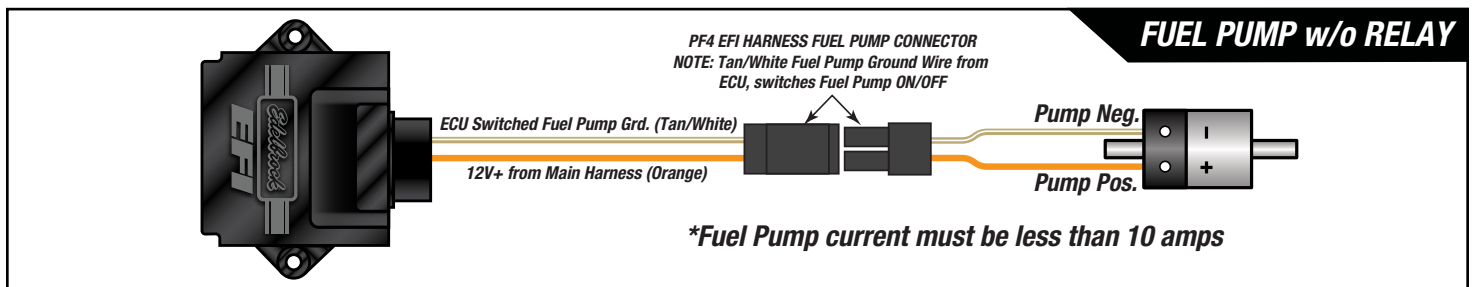 FUEL PUMP w/o RELAY
PF4 EFI HARNESS FUEL PUMP CONNECTOR
NOTE: Tan/White Fuel Pump Ground Wire from
ECU, switches Fuel Pump ON/OFF
Edelbrock
EFI
ECU Switched Fuel Pump Grd. (Tan/White)
12V+ from Main Harness (Orange)
Pump Neg.
-
+
Pump Pos.
*Fuel Pump current must be less than 10 amps